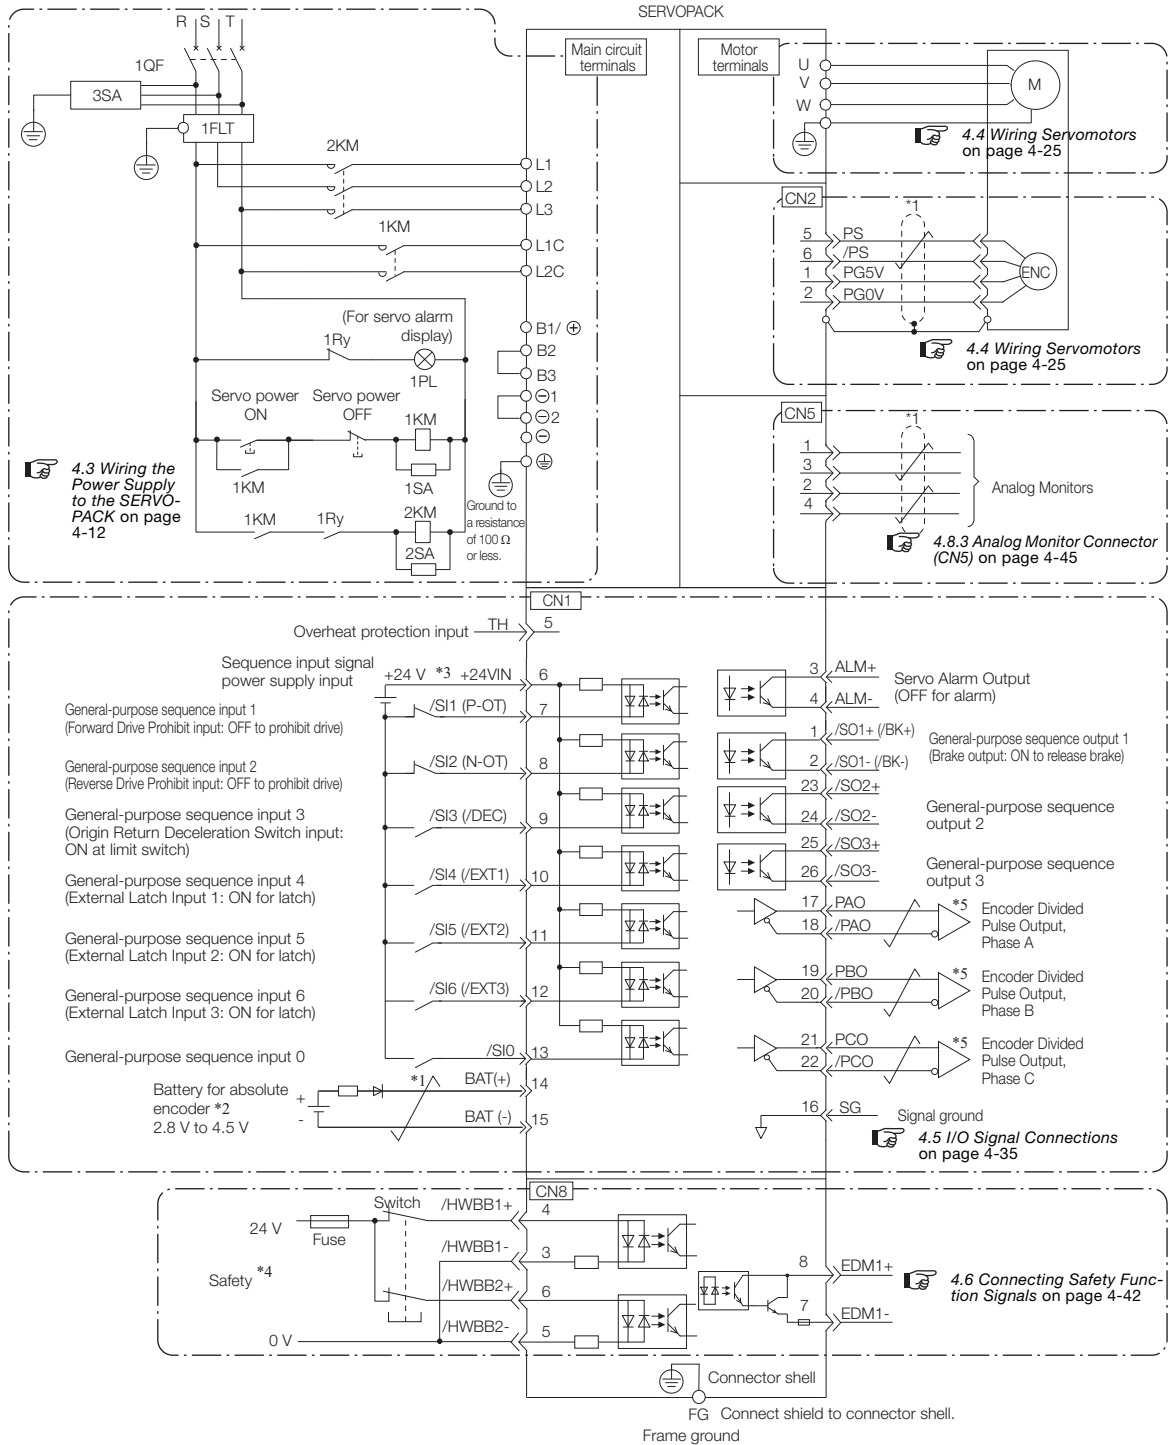 SERVOPACK
R S T
1QF
3SA
1FLT
Main circuit
terminals
Motor
terminals
U
V
W
M
4.4 Wiring Servomotors
on page 4-25
2KM
L1
L2
L3
1KM
L1C
L2C
CN2
*1
5 PS
6 /PS
1 PG5V
2 PG0V
ENC
4.4 Wiring Servomotors
on page 4-25
(For servo alarm
display)
1Ry
1PL
B1/ ⊕
B2
B3
⊖1
⊖2
⊖
Servo power
ON
Servo power
OFF
1KM
1SA
1KM
4.3 Wiring the
Power Supply
to the SERVO-
PACK on page
4-12
1KM
1Ry
2KM
2SA
Ground to
a resistance
of 100 Ω
or less.
CN5
*1
1
3
2
4
Analog Monitors
4.8.3 Analog Monitor Connector
(CN5) on page 4-45
CN1
Overheat protection input TH 5
Sequence input signal
power supply input
+24 V *3 +24VIN 6
General-purpose sequence input 1
(Forward Drive Prohibit input: OFF to prohibit drive)
/SI1 (P-OT) 7
General-purpose sequence input 2
(Reverse Drive Prohibit input: OFF to prohibit drive)
/SI2 (N-OT) 8
General-purpose sequence input 3
(Origin Return Deceleration Switch input:
ON at limit switch)
/SI3 (/DEC) 9
General-purpose sequence input 4
(External Latch Input 1: ON for latch)
/SI4 (/EXT1) 10
General-purpose sequence input 5
(External Latch Input 2: ON for latch)
/SI5 (/EXT2) 11
General-purpose sequence input 6
(External Latch Input 3: ON for latch)
/SI6 (/EXT3) 12
General-purpose sequence input 0
/SI0 13
Battery for absolute
encoder *2
2.8 V to 4.5 V
+
-
*1
BAT(+) 14
BAT (-) 15
3 ALM+
4 ALM-
Servo Alarm Output
(OFF for alarm)
1 /SO1+ (/BK+)
2 /SO1- (/BK-)
General-purpose sequence output 1
(Brake output: ON to release brake)
23 /SO2+
24 /SO2-
General-purpose sequence
output 2
25 /SO3+
26 /SO3-
General-purpose sequence
output 3
17 PAO
18 /PAO
*5
Encoder Divided
Pulse Output,
Phase A
19 PBO
20 /PBO
*5
Encoder Divided
Pulse Output,
Phase B
21 PCO
22 /PCO
*5
Encoder Divided
Pulse Output,
Phase C
16 SG
Signal ground
4.5 I/O Signal Connections
on page 4-35
CN8
Switch
24 V
Fuse
Safety *4
0 V
/HWBB1+ 4
/HWBB1- 3
/HWBB2+ 6
/HWBB2- 5
8 EDM1+
7 EDM1-
4.6 Connecting Safety Func-
tion Signals on page 4-42
Connector shell
FG Connect shield to connector shell.
Frame ground